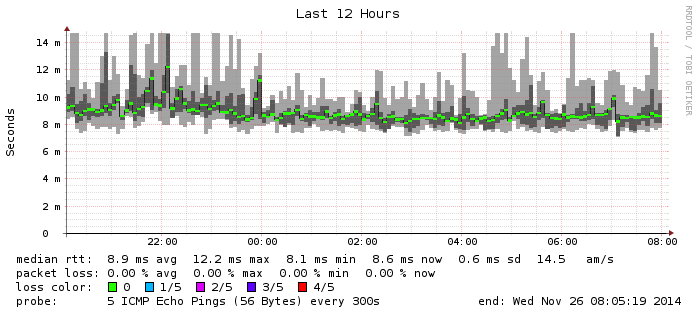 Last 12 Hours
RRDTOOL / TOBI OETIKER
Seconds
14 m
12 m
10 m
8 m
6 m
4 m
2 m
0
22:00 00:00 02:00 04:00 06:00 08:00
median rtt: 8.9 ms avg 12.2 ms max 8.1 ms min 8.6 ms now 0.6 ms sd 14.5 am/s
packet loss: 0.00 % avg 0.00 % max 0.00 % min 0.00 % now
loss color: 0 1/5 2/5 3/5 4/5
probe: 5 ICMP Echo Pings (56 Bytes) every 300s end: Wed Nov 26 08:05:19 2014